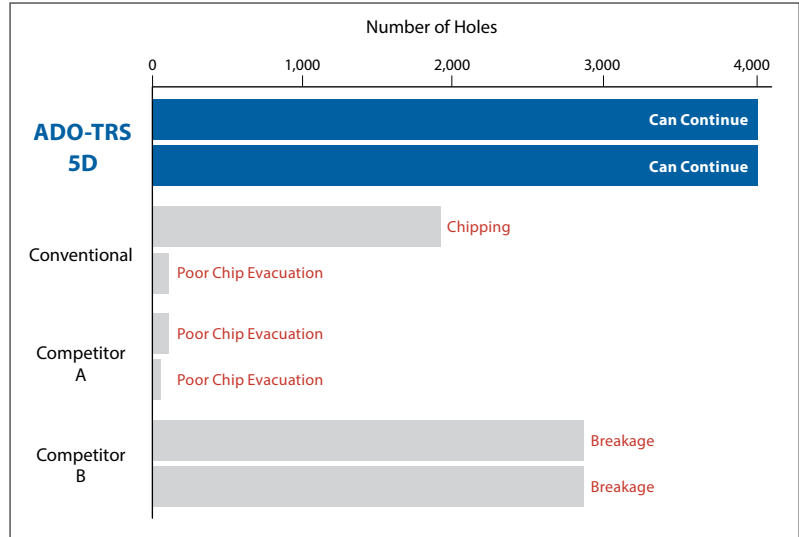 Number of Holes
0 1,000 2,000 3,000 4,000
ADO-TRS
5D
Can Continue
Can Continue
Conventional
Chipping
Poor Chip Evacuation
Competitor
A
Poor Chip Evacuation
Poor Chip Evacuation
Competitor
B
Breakage
Breakage